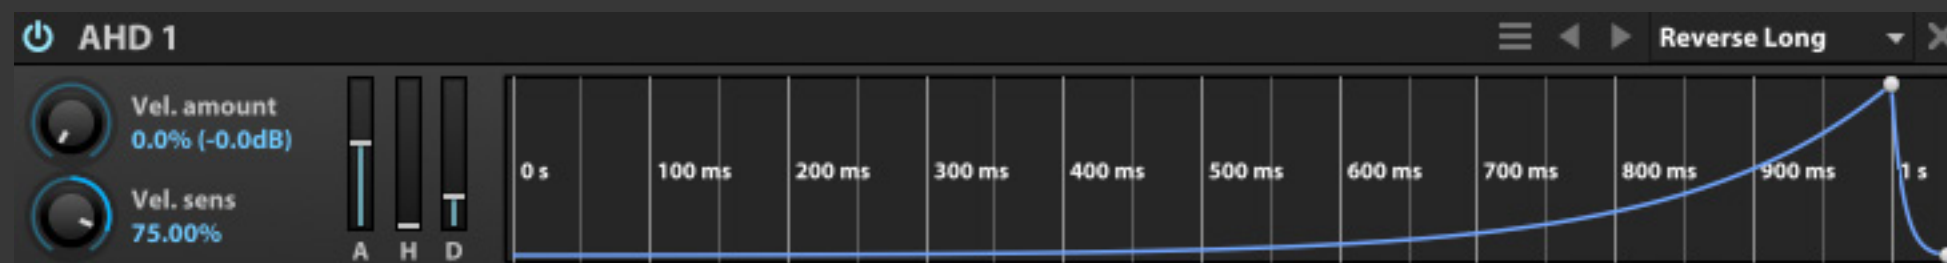 AHD 1
Reverse Long
Vel. amount
0.0% (-0.0dB)
Vel. sens
75.00%
A H D
0 s 100 ms 200 ms 300 ms 400 ms 500 ms 600 ms 700 ms 800 ms 900 ms 1 s